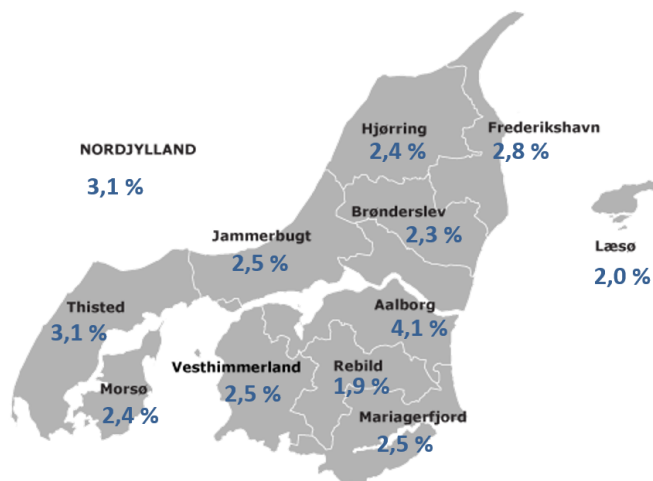 Hjørring
2,4 %
Frederikshavn
2,8 %
NORDJYLLAND
3,1 %
Brønderslev
2,3 %
Jammerbugt
2,5 %
Læsø
2,0 %
Thisted
3,1 %
Aalborg
4,1 %
Vesthimmerland
2,5 %
Rebild
1,9 %
Morsø
2,4 %
Mariagerfjord
2,5 %